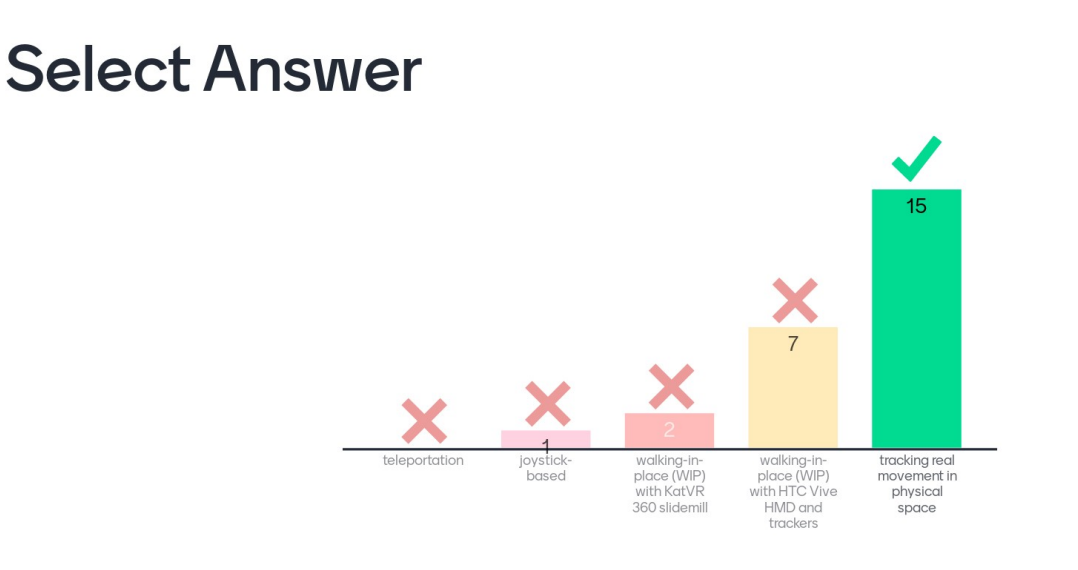 Select Answer
15
7
2
1
teleportation
joystick-
based
walking-in-
place (WIP)
with KatVR
360 slidemill
walking-in-
place (WIP)
with HTC Vive
HMD and
trackers
tracking real
movement in
physical
space